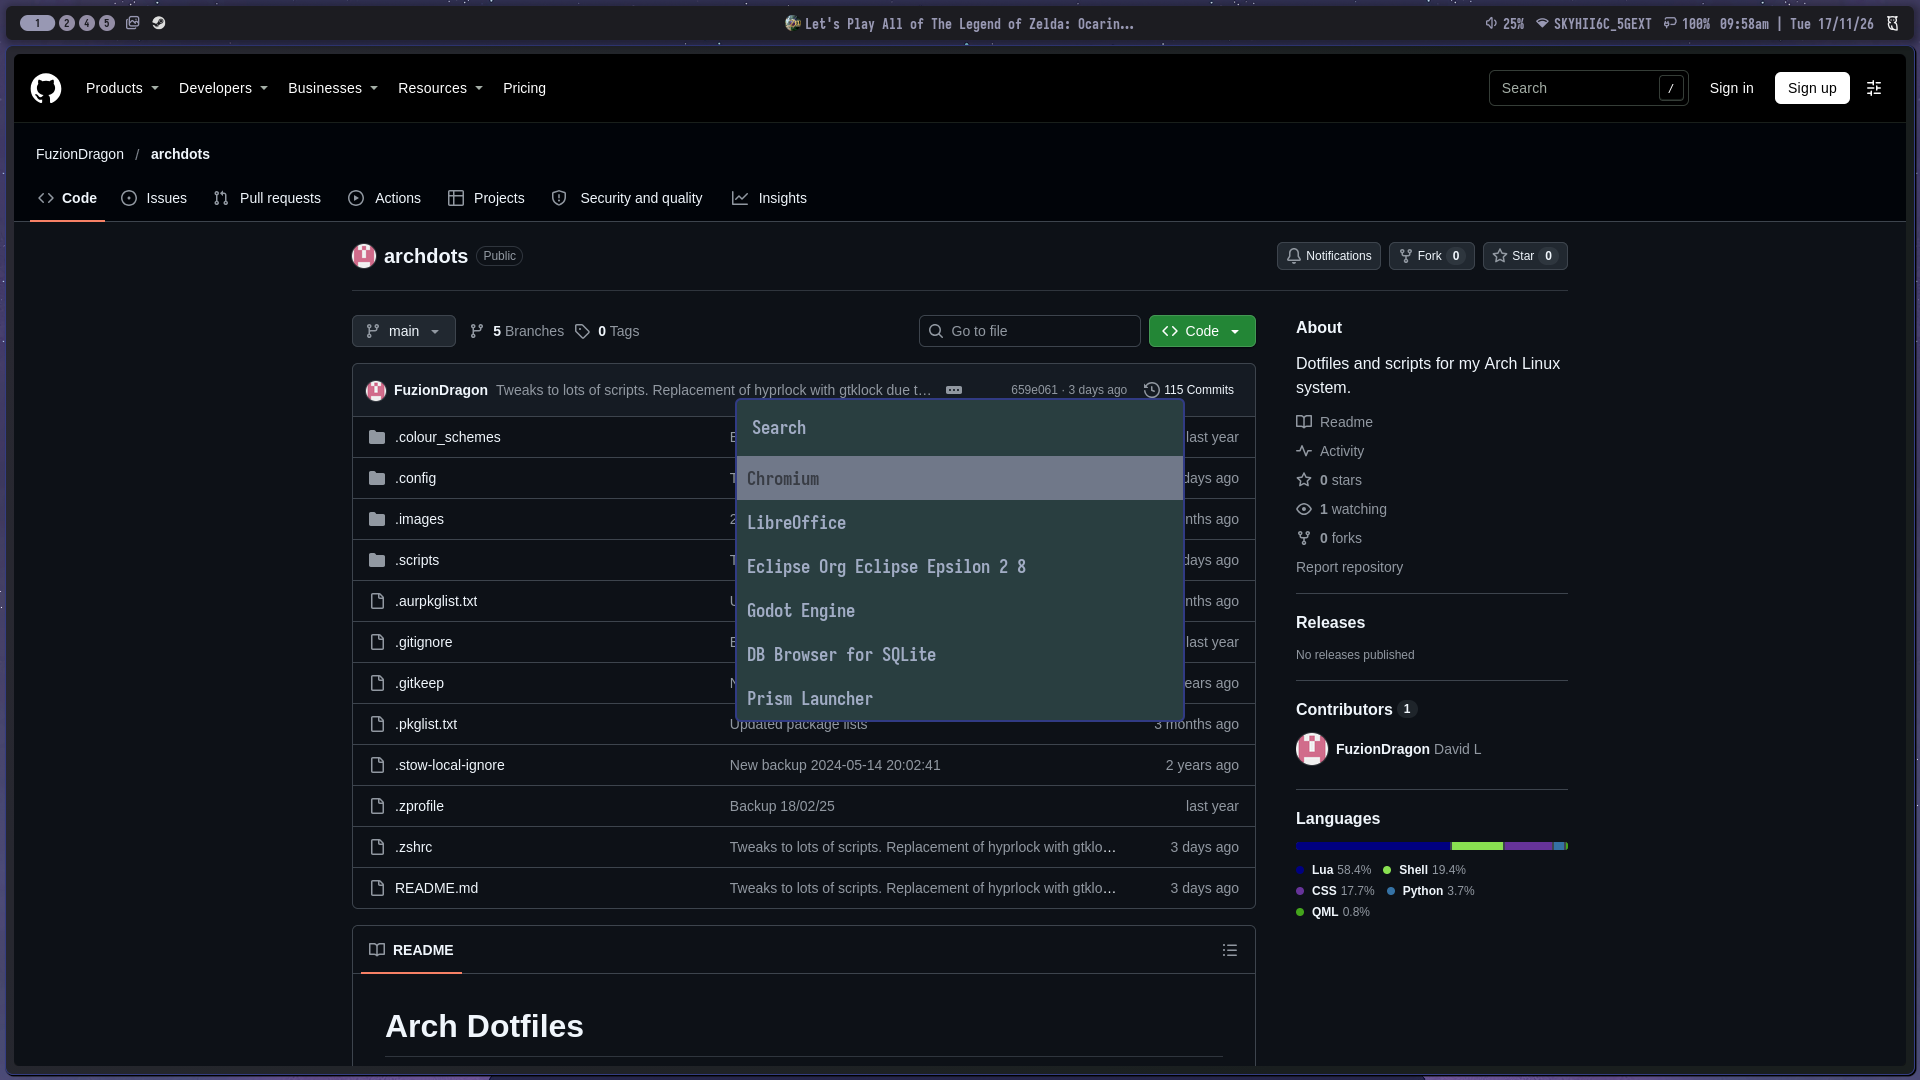 1 2 4 5 Let's Play All of The Legend of Zelda: Ocarin... 25% SKYHII6C_5GEXT 100% 09:58am | Tue 17/11/26
Products Developers Businesses Resources Pricing Search / Sign in Sign up
FuzionDragon / archdots
Code Issues Pull requests Actions Projects Security and quality Insights
archdots Public Notifications Fork 0 Star 0
main 5 Branches 0 Tags Go to file Code
FuzionDragon Tweaks to lots of scripts. Replacement of hyprlock with gtklock due t... 659e061 · 3 days ago 115 Commits
.colour_schemes last year
.config days ago
.images
.scripts days ago
.aurpkglist.txt
.gitignore last year
.gitkeep
.pkglist.txt Updated package lists 3 months ago
.stow-local-ignore New backup 2024-05-14 20:02:41 2 years ago
.zprofile Backup 18/02/25 last year
.zshrc Tweaks to lots of scripts. Replacement of hyprlock with gtklo... 3 days ago
README.md Tweaks to lots of scripts. Replacement of hyprlock with gtklo... 3 days ago
Search
Chromium
LibreOffice
Eclipse Org Eclipse Epsilon 2 8
Godot Engine
DB Browser for SQLite
Prism Launcher
README
Arch Dotfiles
About
Dotfiles and scripts for my Arch Linux
system.
Readme
Activity
0 stars
1 watching
0 forks
Report repository
Releases
No releases published
Contributors 1
FuzionDragon David L
Languages
Lua 58.4% Shell 19.4%
CSS 17.7% Python 3.7%
QML 0.8%